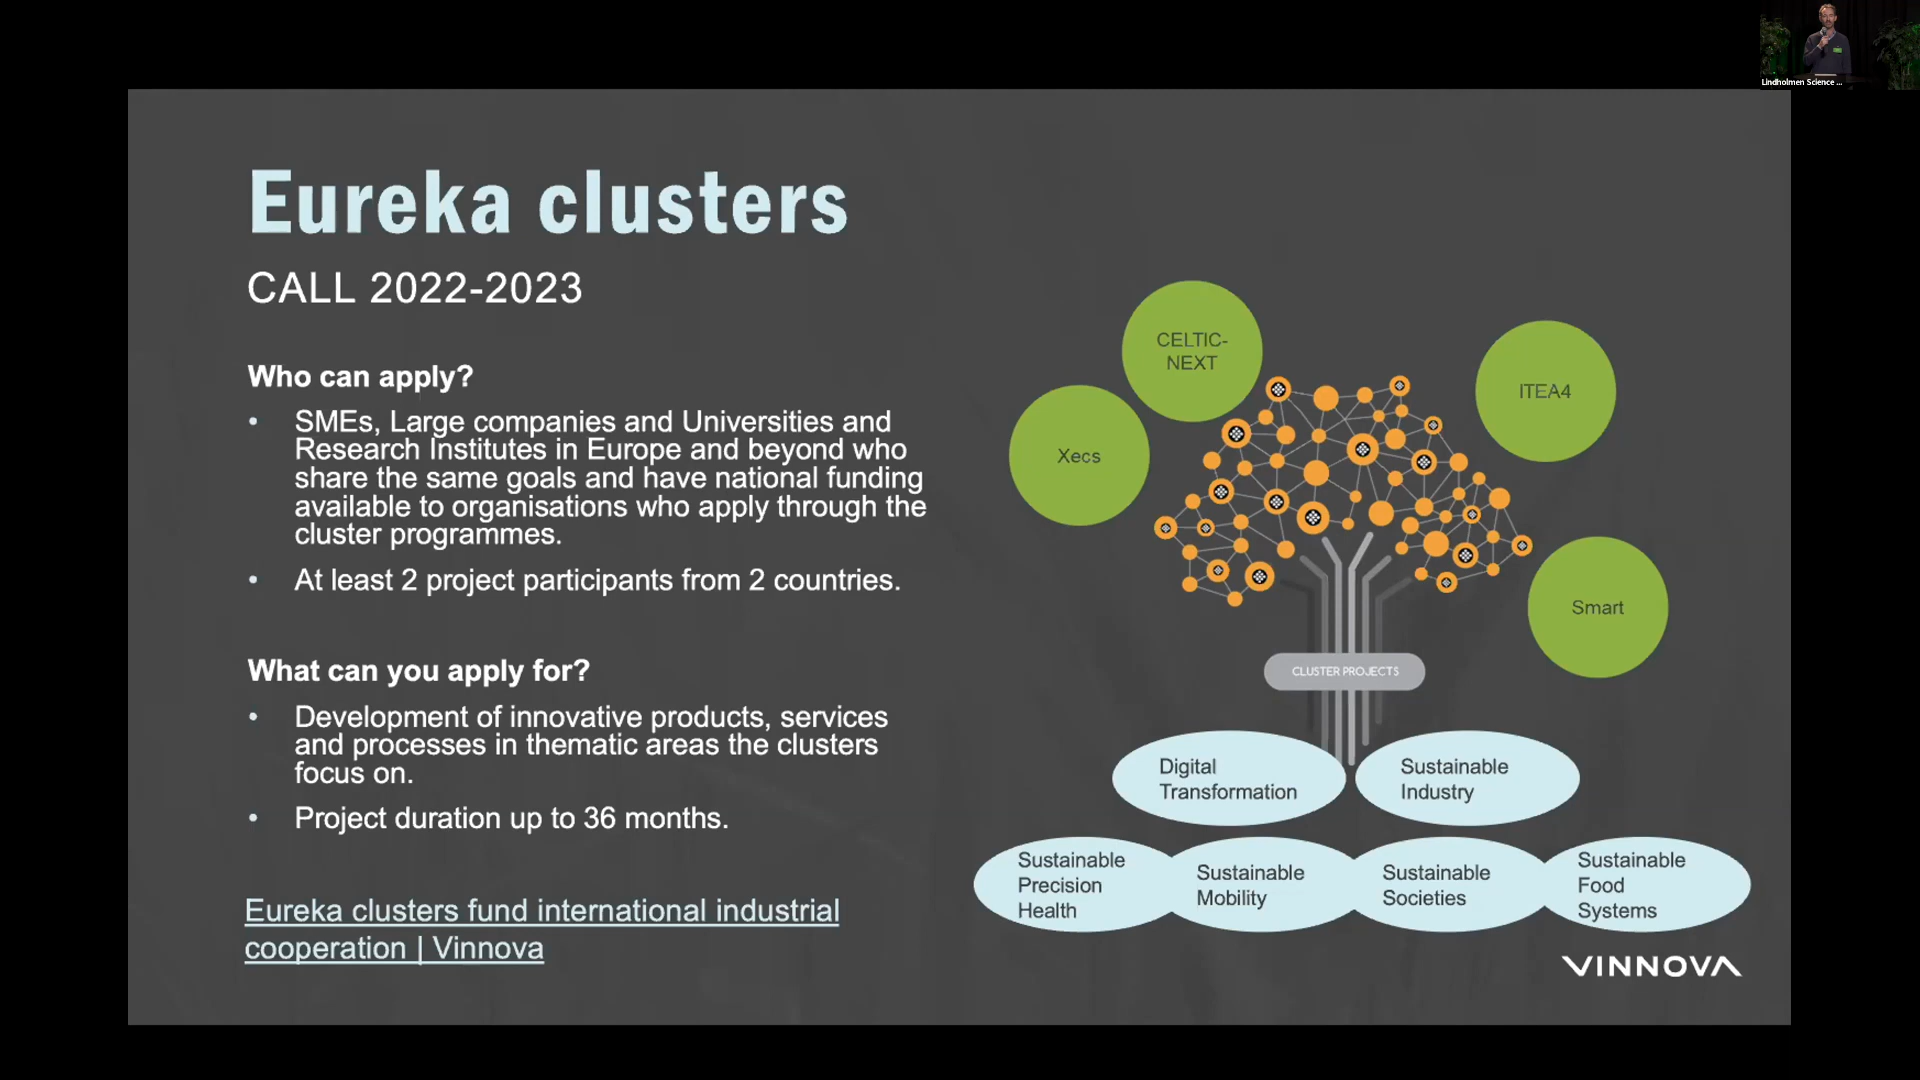 Lindholmen Science ...
Eureka clusters
CALL 2022-2023
Who can apply?
• SMEs, Large companies and Universities and
Research Institutes in Europe and beyond who
share the same goals and have national funding
available to organisations who apply through the
cluster programmes.
• At least 2 project participants from 2 countries.
What can you apply for?
• Development of innovative products, services
and processes in thematic areas the clusters
focus on.
• Project duration up to 36 months.
Eureka clusters fund international industrial
cooperation | Vinnova
CELTIC-
NEXT
ITEA4
Xecs
Smart
CLUSTER PROJECTS
Digital
Transformation
Sustainable
Industry
Sustainable
Precision
Health
Sustainable
Mobility
Sustainable
Societies
Sustainable
Food
Systems
VINNOVA